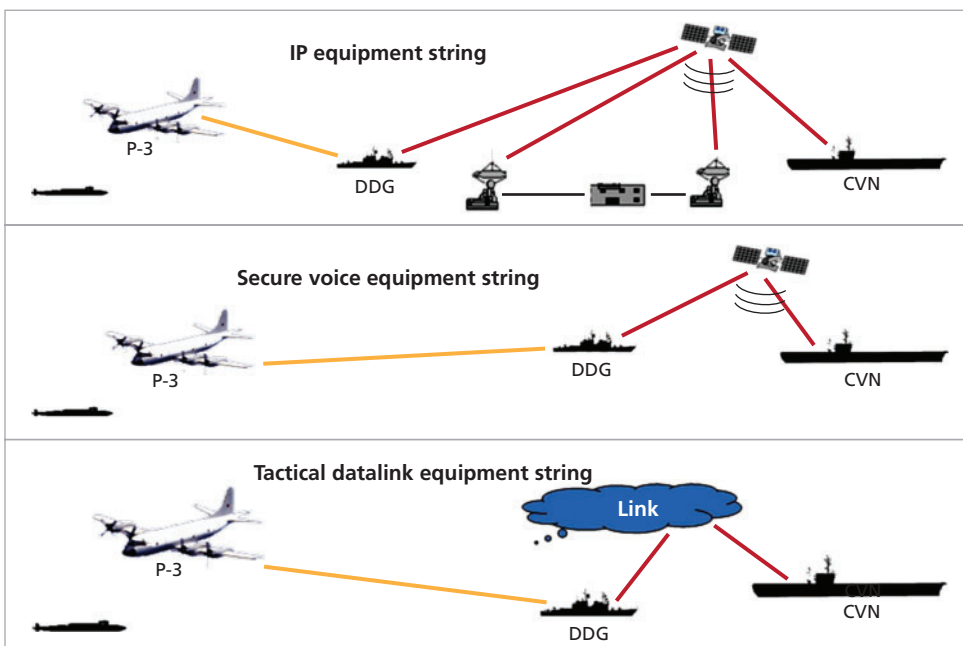 IP equipment string
P-3
DDG
CVN
Secure voice equipment string
P-3
DDG
CVN
Tactical datalink equipment string
Link
P-3
CVN
CVN
DDG